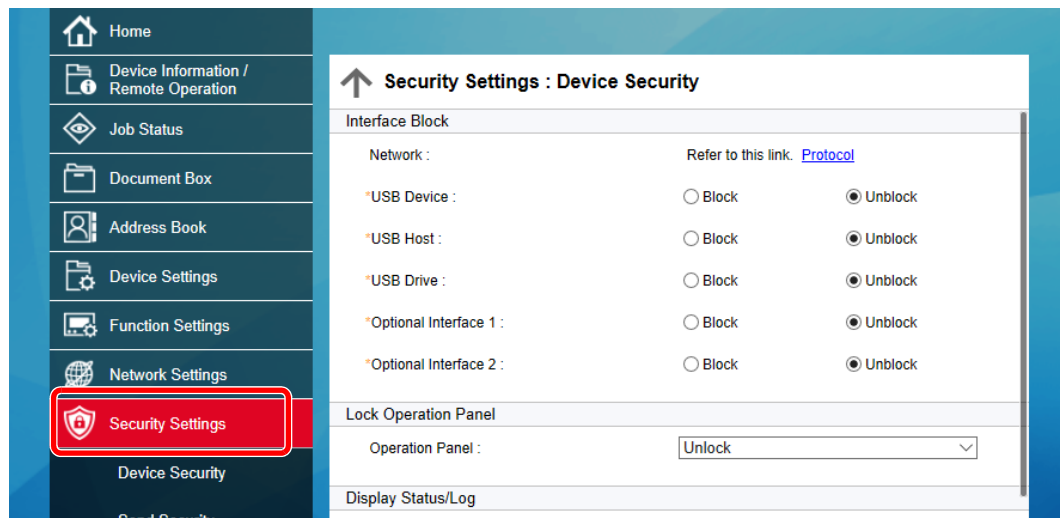 Home
Device Information /
Remote Operation
Job Status
Document Box
Address Book
Device Settings
Function Settings
Network Settings
Security Settings
Device Security
Security Settings : Device Security
Interface Block
Network : Refer to this link. Protocol
*USB Device : Block Unblock
*USB Host : Block Unblock
*USB Drive : Block Unblock
*Optional Interface 1 : Block Unblock
*Optional Interface 2 : Block Unblock
Lock Operation Panel
Operation Panel : Unlock
Display Status/Log